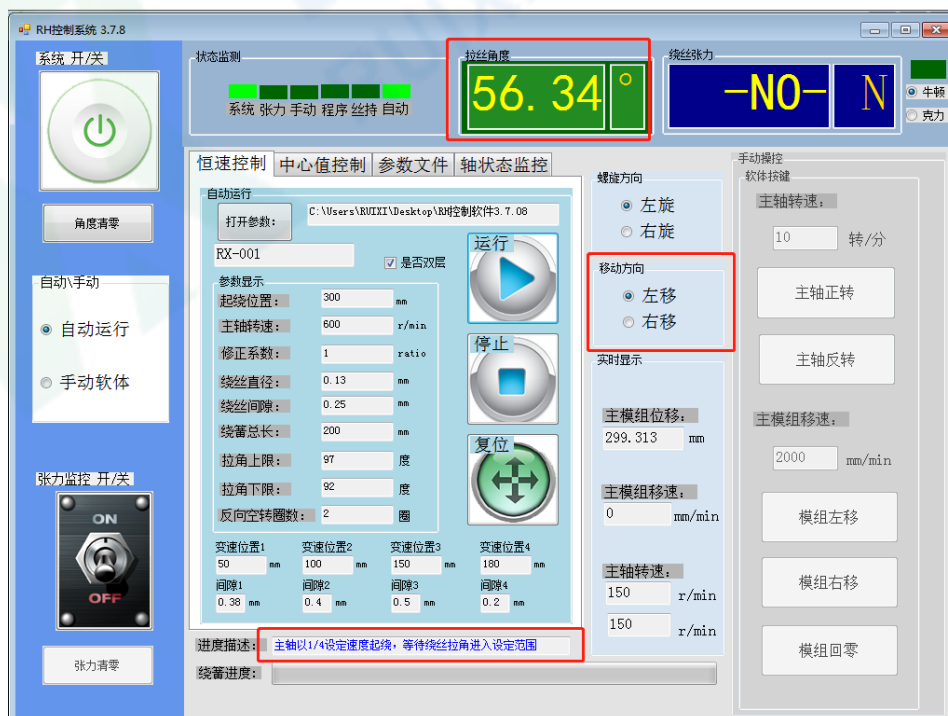 RH控制系统 3.7.8
系统 开/关
角度清零
自动\手动
自动运行
手动软体
张力监控 开/关
ON
OFF
张力清零
状态监测
系统 张力 手动 程序 丝持 自动
拉丝角度
56.34 °
绕丝张力
-NO- N
牛顿
克力
恒速控制 中心值控制 参数文件 轴状态监控
自动运行
打开参数: C:\Users\RUIXI\Desktop\RH控制软件3.7.08
RX-001
是否双层
参数显示
起绕位置: 300 mm
主轴转速: 600 r/min
修正系数: 1 ratio
绕丝直径: 0.13 mm
绕丝间隙: 0.25 mm
绕簧总长: 200 mm
拉角上限: 97 度
拉角下限: 92 度
反向空转圈数: 2 圈
运行
停止
复位
变速位置1 变速位置2 变速位置3 变速位置4
50 mm 100 mm 150 mm 180 mm
间隙1 间隙2 间隙3 间隙4
0.38 mm 0.4 mm 0.5 mm 0.2 mm
进度描述: 主轴以1/4设定速度起绕,等待绕丝拉角进入设定范围
绕簧进度:
螺旋方向
左旋
右旋
移动方向
左移
右移
实时显示
主模组位移:
299.313 mm
主模组移速:
0 mm/min
主轴转速:
150 r/min
150 r/min
手动操控
软体按键
主轴转速:
10 转/分
主轴正转
主轴反转
主模组移速:
2000 mm/min
模组左移
模组右移
模组回零